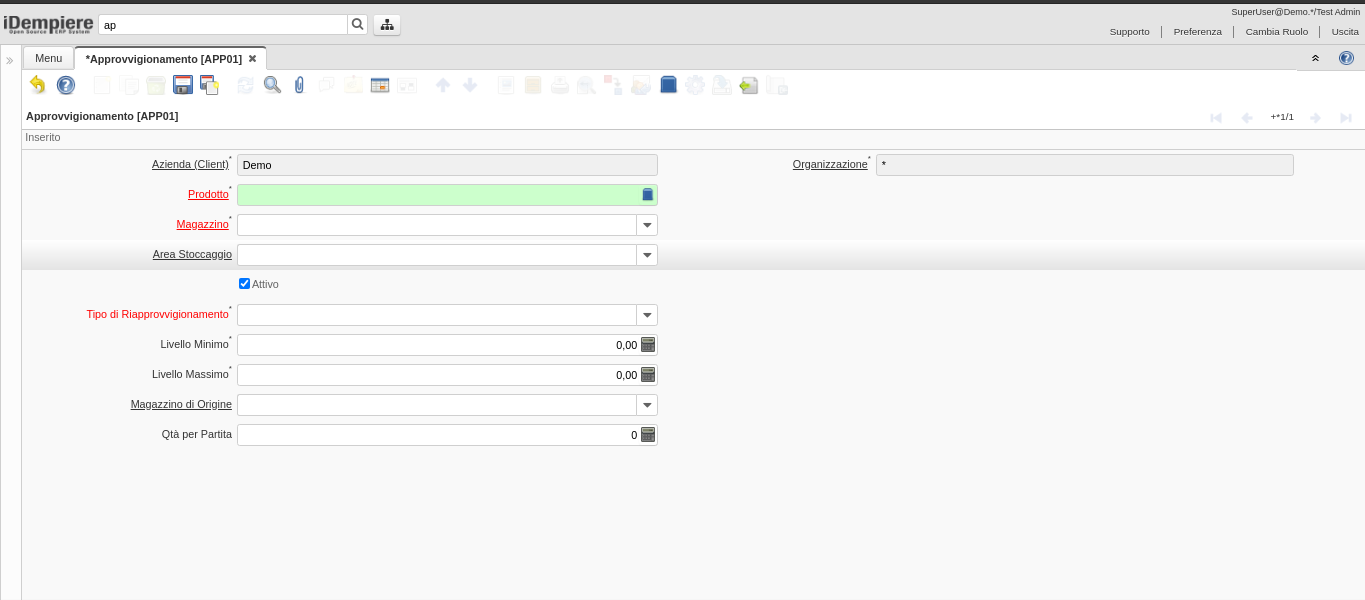 SuperUser@Demo.*/Test Admin
iDempiere
Open Source ERP System
ap
Supporto
Preferenza
Cambia Ruolo
Uscita
»
Menu
*Approvvigionamento [APP01] ✖
Approvvigionamento [APP01]
+*1/1
Inserito
Azienda (Client)* Demo
Organizzazione* *
Prodotto*
Magazzino*
Area Stoccaggio
Attivo
Tipo di Riapprovvigionamento*
Livello Minimo* 0,00
Livello Massimo* 0,00
Magazzino di Origine
Qtà per Partita 0